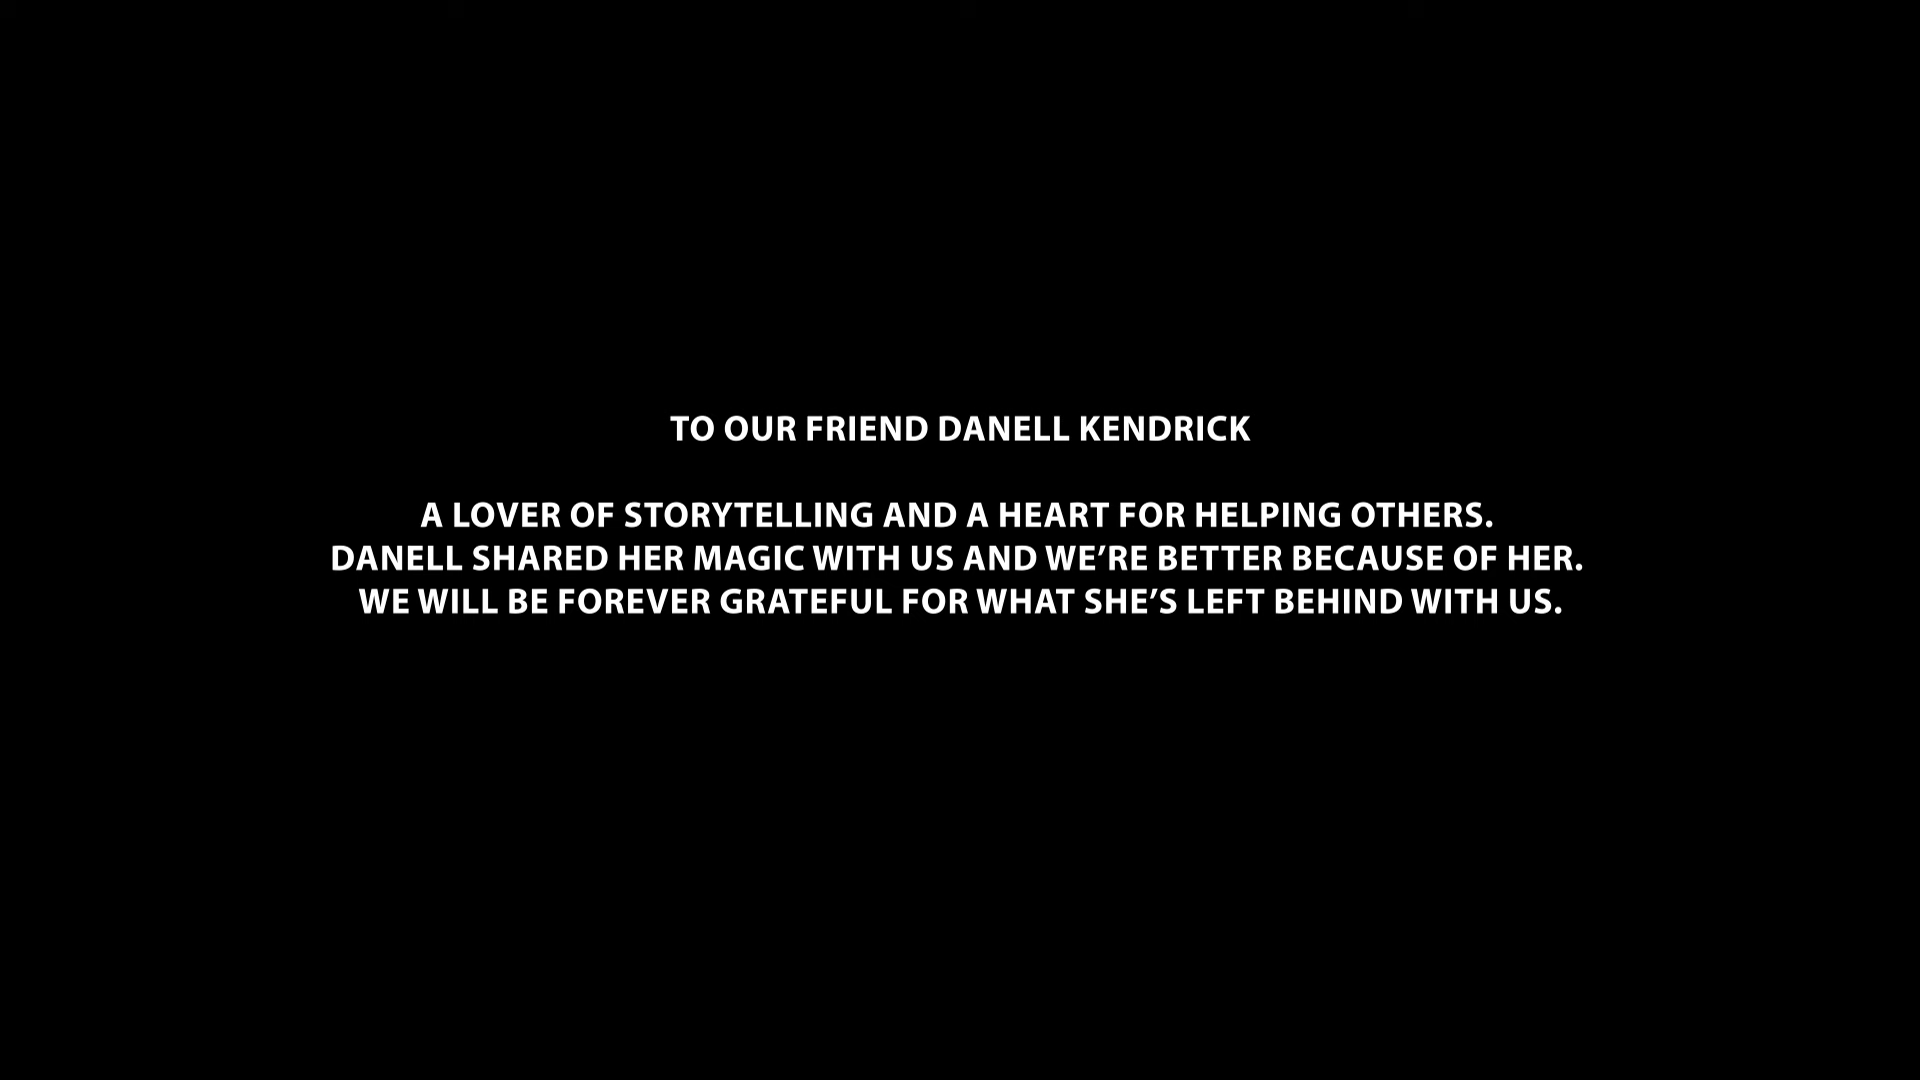 TO OUR FRIEND DANELL KENDRICK
A LOVER OF STORYTELLING AND A HEART FOR HELPING OTHERS.
DANELL SHARED HER MAGIC WITH US AND WE’RE BETTER BECAUSE OF HER.
WE WILL BE FOREVER GRATEFUL FOR WHAT SHE’S LEFT BEHIND WITH US.